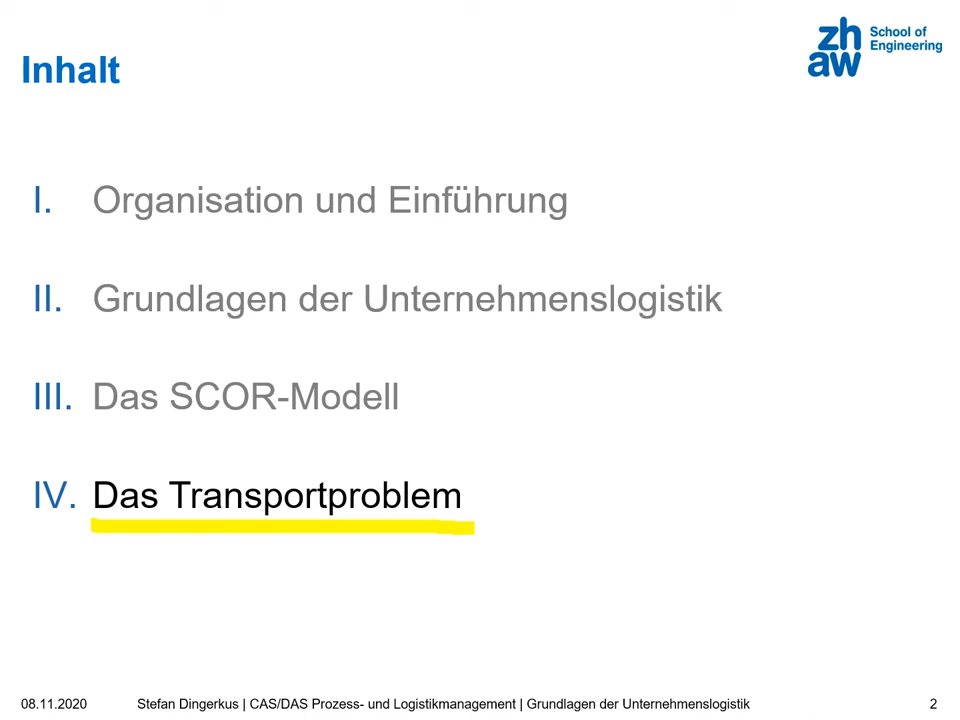 Inhalt
zh
aw
School of
Engineering
I. Organisation und Einführung
II. Grundlagen der Unternehmenslogistik
III. Das SCOR-Modell
IV. Das Transportproblem
08.11.2020 Stefan Dingerkus | CAS/DAS Prozess- und Logistikmanagement | Grundlagen der Unternehmenslogistik 2